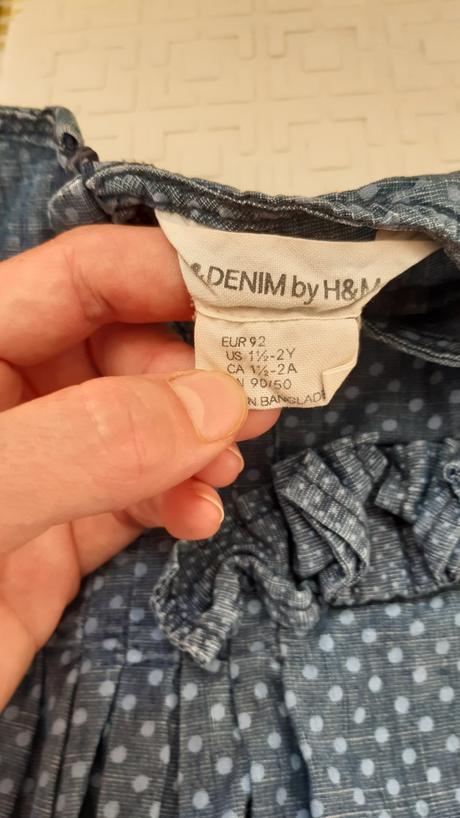 & DENIM by H&M
EUR 92
US 1½-2Y
CA 1½-2A
90/50